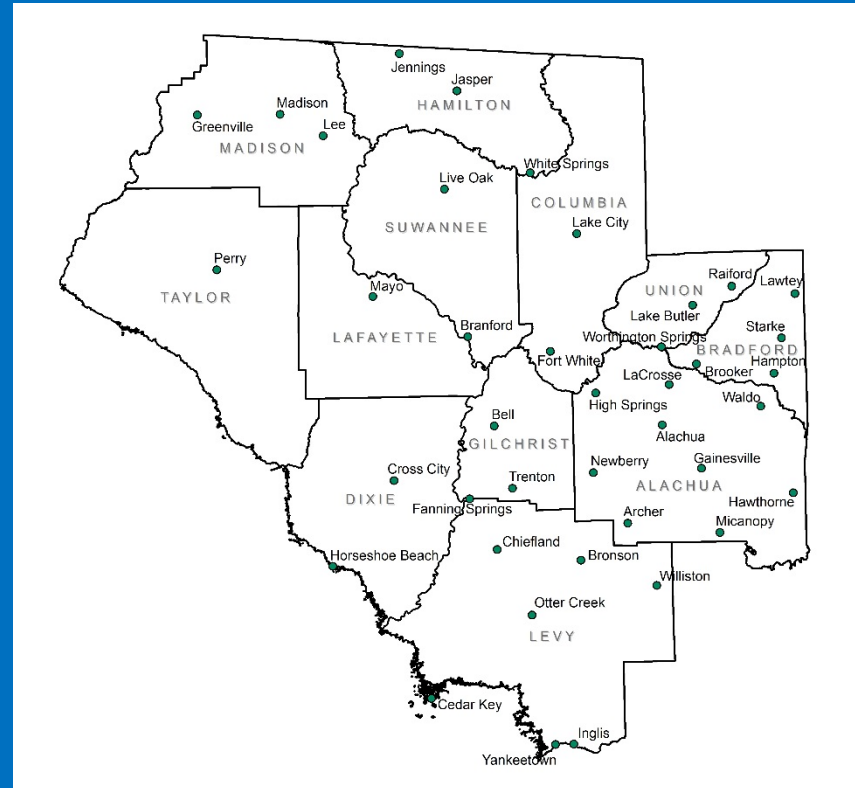 Jennings
Jasper
HAMILTON
Madison
Greenville
Lee
MADISON
White Springs
Live Oak
COLUMBIA
SUWANNEE
Lake City
Perry
TAYLOR
Mayo
LAFAYETTE
Branford
Raiford
UNION
Lawtey
Lake Butler
Starke
Worthington Springs
BRADFORD
Fort White
Hampton
Brooker
LaCrosse
High Springs
Waldo
Bell
GILCHRIST
Alachua
Newberry
Gainesville
Cross City
Trenton
ALACHUA
DIXIE
Fanning Springs
Hawthorne
Archer
Micanopy
Chiefland
Horseshoe Beach
Bronson
Williston
Otter Creek
LEVY
Cedar Key
Inglis
Yankeetown